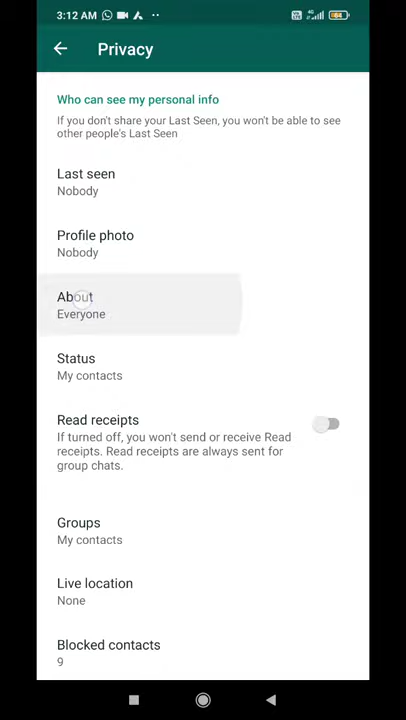 3:12 AM
Privacy
Who can see my personal info
If you don't share your Last Seen, you won't be able to see
other people's Last Seen
Last seen
Nobody
Profile photo
Nobody
About
Everyone
Status
My contacts
Read receipts
If turned off, you won't send or receive Read
receipts. Read receipts are always sent for
group chats.
Groups
My contacts
Live location
None
Blocked contacts
9